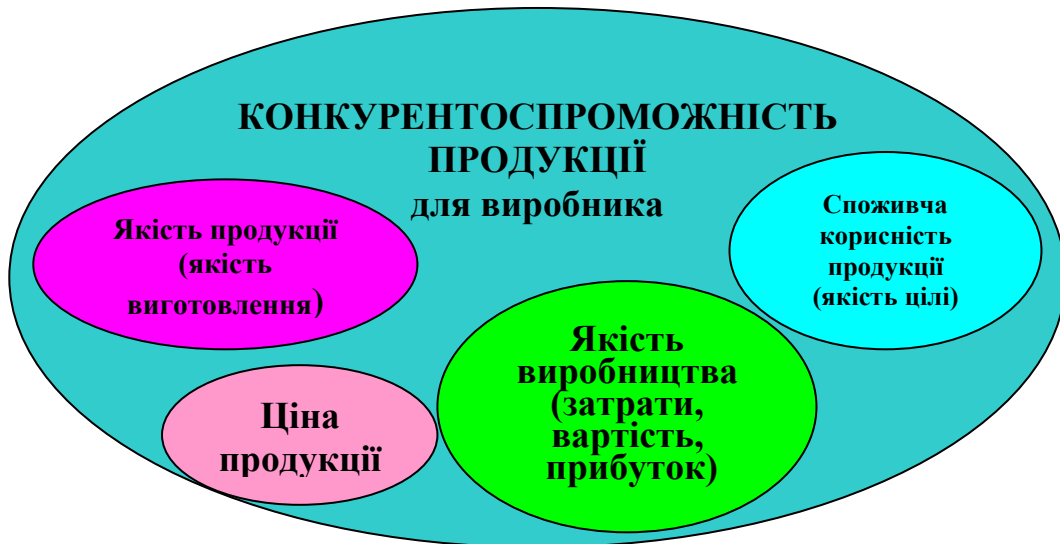 КОНКУРЕНТОСПРОМОЖНІСТЬ
ПРОДУКЦІЇ
для виробника
Якість продукції
(якість
виготовлення)
Споживча
корисність
продукції
(якість цілі)
Ціна
продукції
Якість
виробництва
(затрати,
вартість,
прибуток)